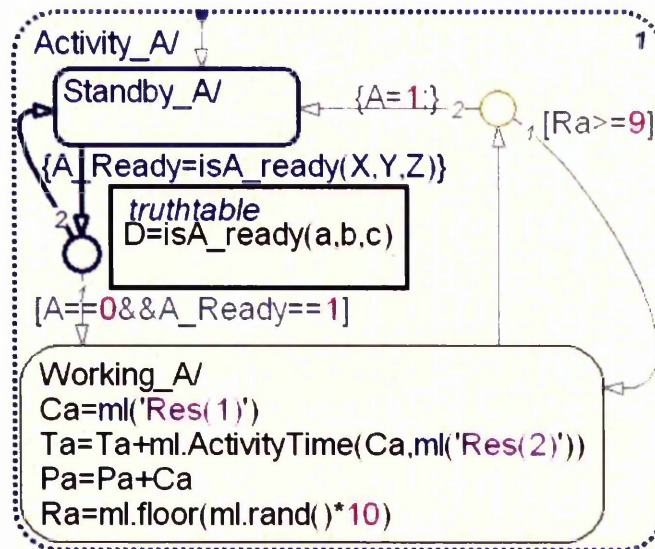 Activity_A/
1
Standby_A/
{A=1;}
2
1
[Ra>=9]
{A_Ready=isA_ready(X,Y,Z)}
truthtable
D=isA_ready(a,b,c)
2
1
[A==0&&A_Ready==1]
Working_A/
Ca=ml('Res(1)')
Ta=Ta+ml.ActivityTime(Ca,ml('Res(2)'))
Pa=Pa+Ca
Ra=ml.floor(ml.rand()*10)